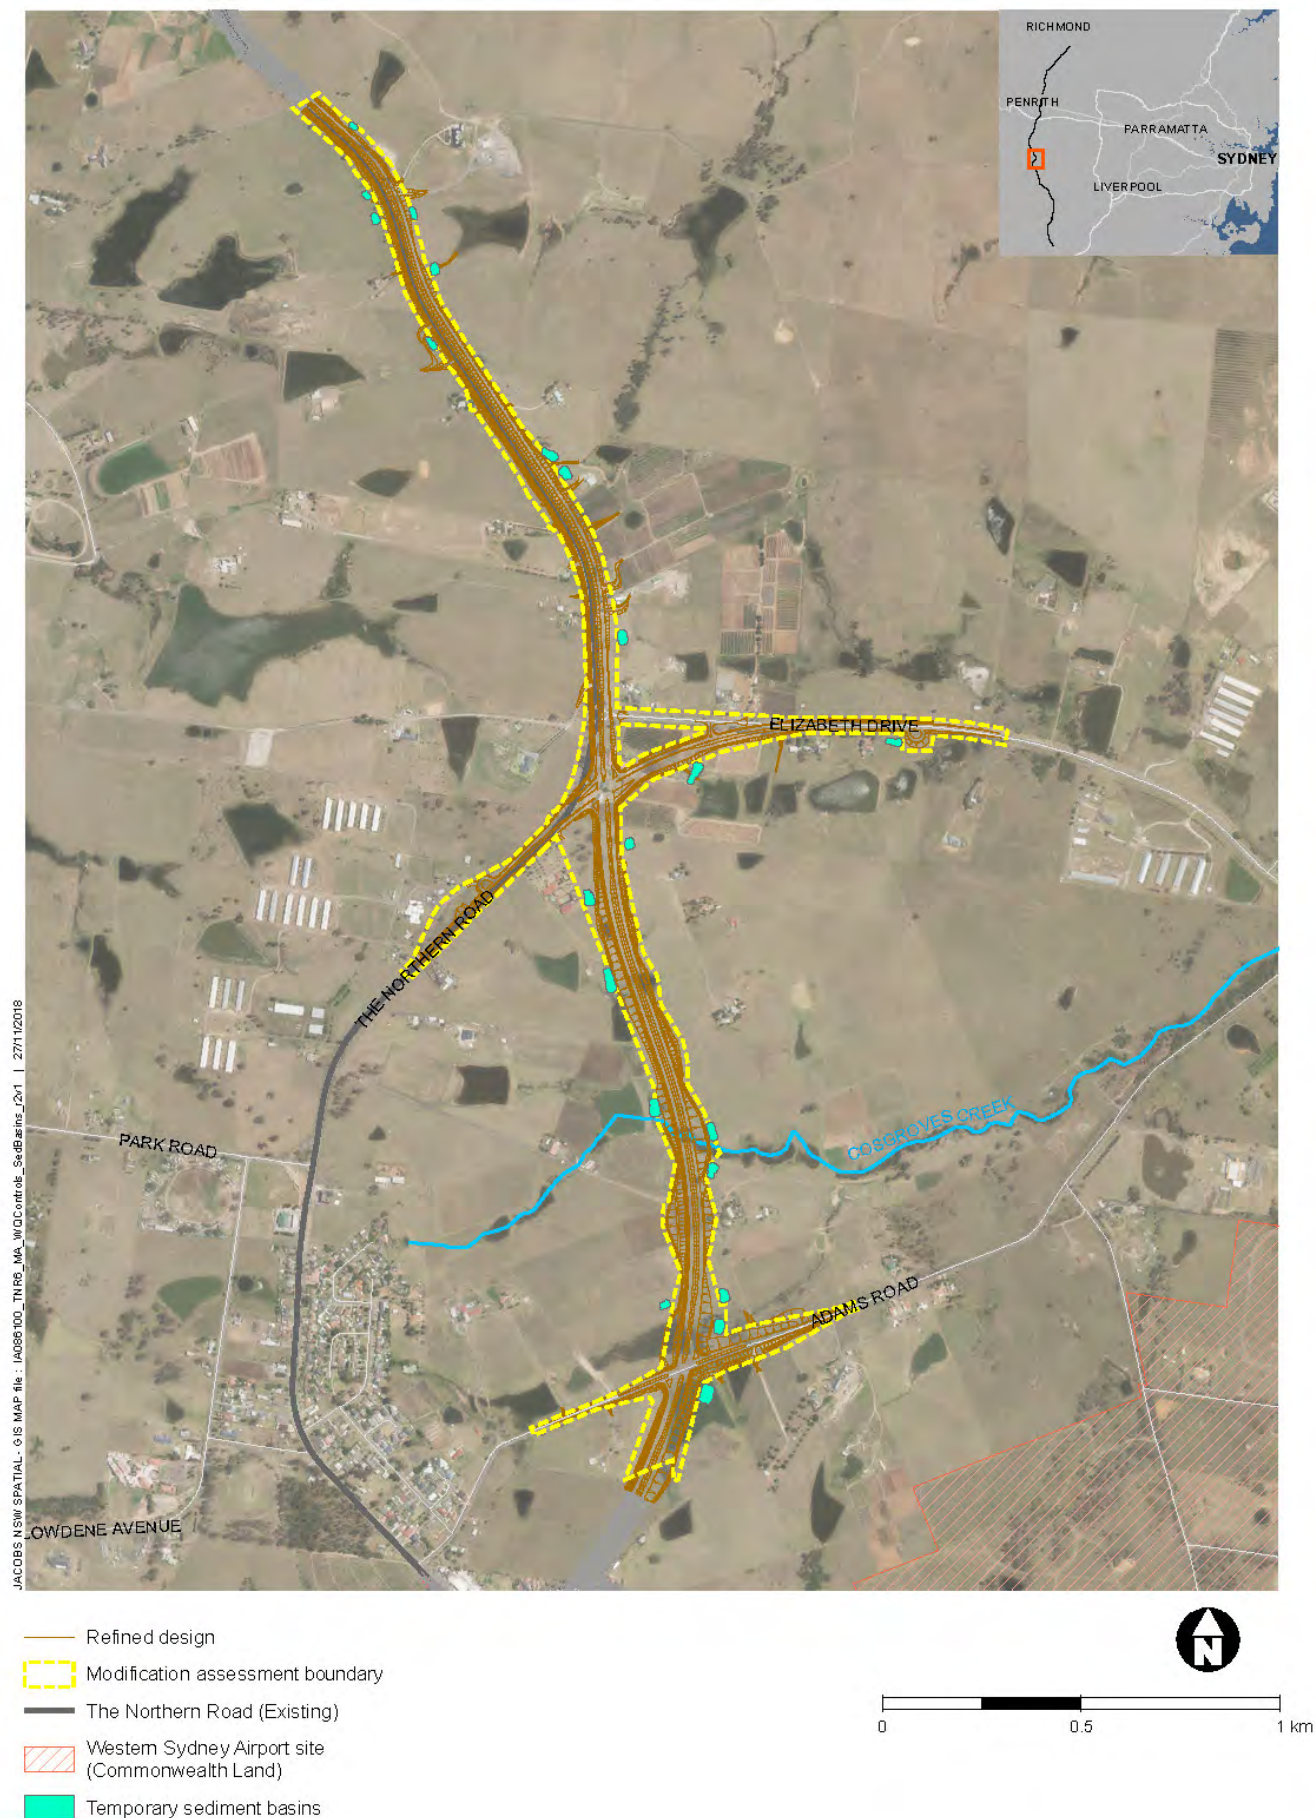 RICHMOND
PENRITH
PARRAMATTA
SYDNEY
LIVERPOOL
ELIZABETH DRIVE
THE NORTHERN ROAD
COSGROVES CREEK
PARK ROAD
ADAMS ROAD
LOWDENE AVENUE
JACOBS NSW SPATIAL - GIS MAP file : IA086100_TNR6_MA_WQControls_SedBasins_r2v1 | 27/11/2018
Refined design
Modification assessment boundary
The Northern Road (Existing)
Western Sydney Airport site
(Commonwealth Land)
Temporary sediment basins
N
0 0.5 1 km